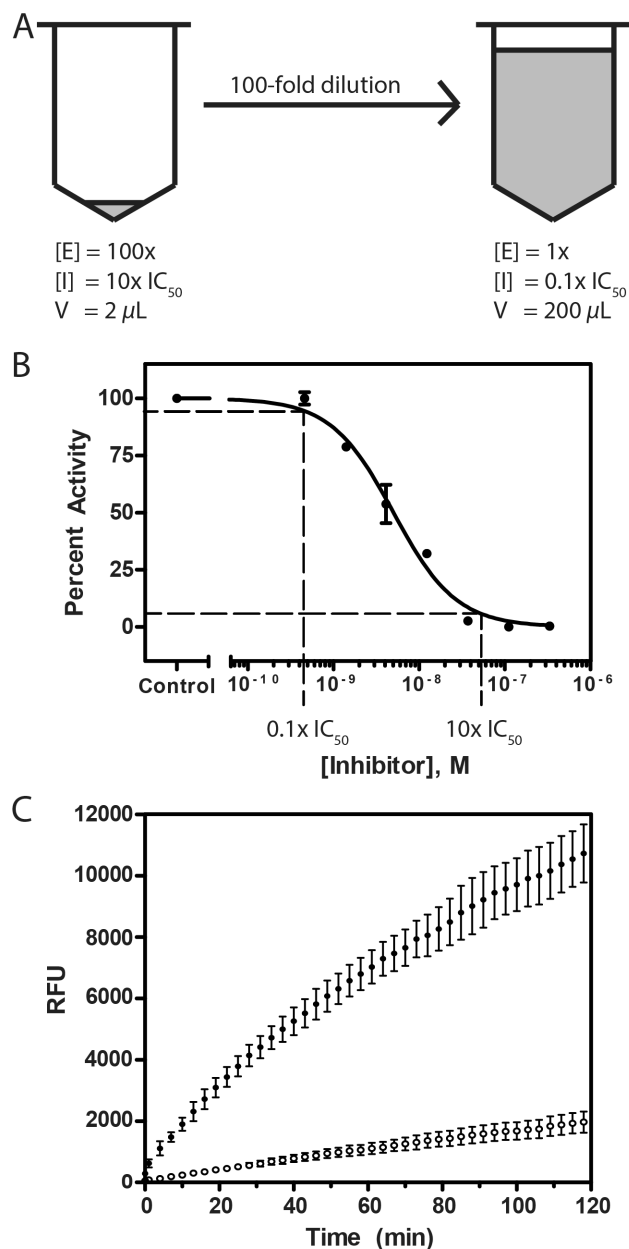 A
100-fold dilution
[E] = 100x
[I] = 10x IC50
V = 2 μL
[E] = 1x
[I] = 0.1x IC50
V = 200 μL
B
Percent Activity
100
75
50
25
0
Control
10-10
10-9
10-8
10-7
10-6
0.1x IC50
10x IC50
[Inhibitor], M
C
RFU
12000
10000
8000
6000
4000
2000
0
0
20
40
60
80
100
120
Time (min)